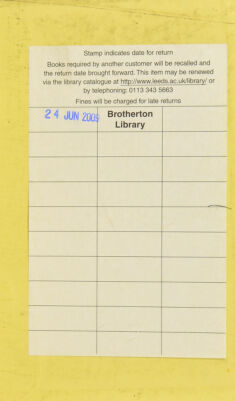 Stamp indicates date for return
Books required by another customer will be recalled and
the return date brought forward. This item may be renewed
via the library catalogue at http://www.leeds.ac.uk/library/ or
by telephoning: 0113 343 5663
Fines will be charged for late returns
24 JUN 2009 Brotherton
Library